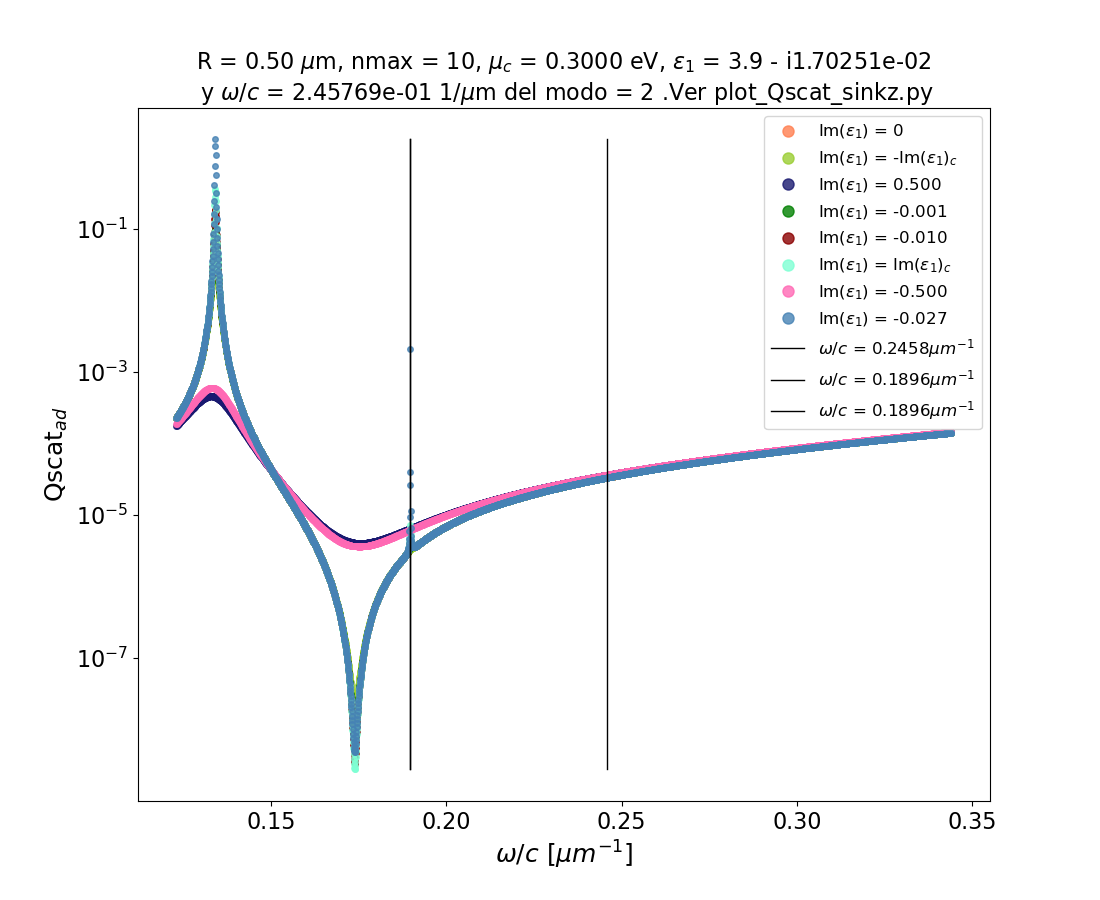 R = 0.50 μm, nmax = 10, μc = 0.3000 eV, ε1 = 3.9 - i1.70251e-02
y ω/c = 2.45769e-01 1/μm del modo = 2 .Ver plot_Qscat_sinkz.py
Im(ε1) = 0
Im(ε1) = -Im(ε1)c
Im(ε1) = 0.500
Im(ε1) = -0.001
Im(ε1) = -0.010
Im(ε1) = Im(ε1)c
Im(ε1) = -0.500
Im(ε1) = -0.027
ω/c = 0.2458μm⁻¹
ω/c = 0.1896μm⁻¹
ω/c = 0.1896μm⁻¹
Qscatad
10⁻¹
10⁻³
10⁻⁵
10⁻⁷
0.15 0.20 0.25 0.30 0.35
ω/c [μm⁻¹]